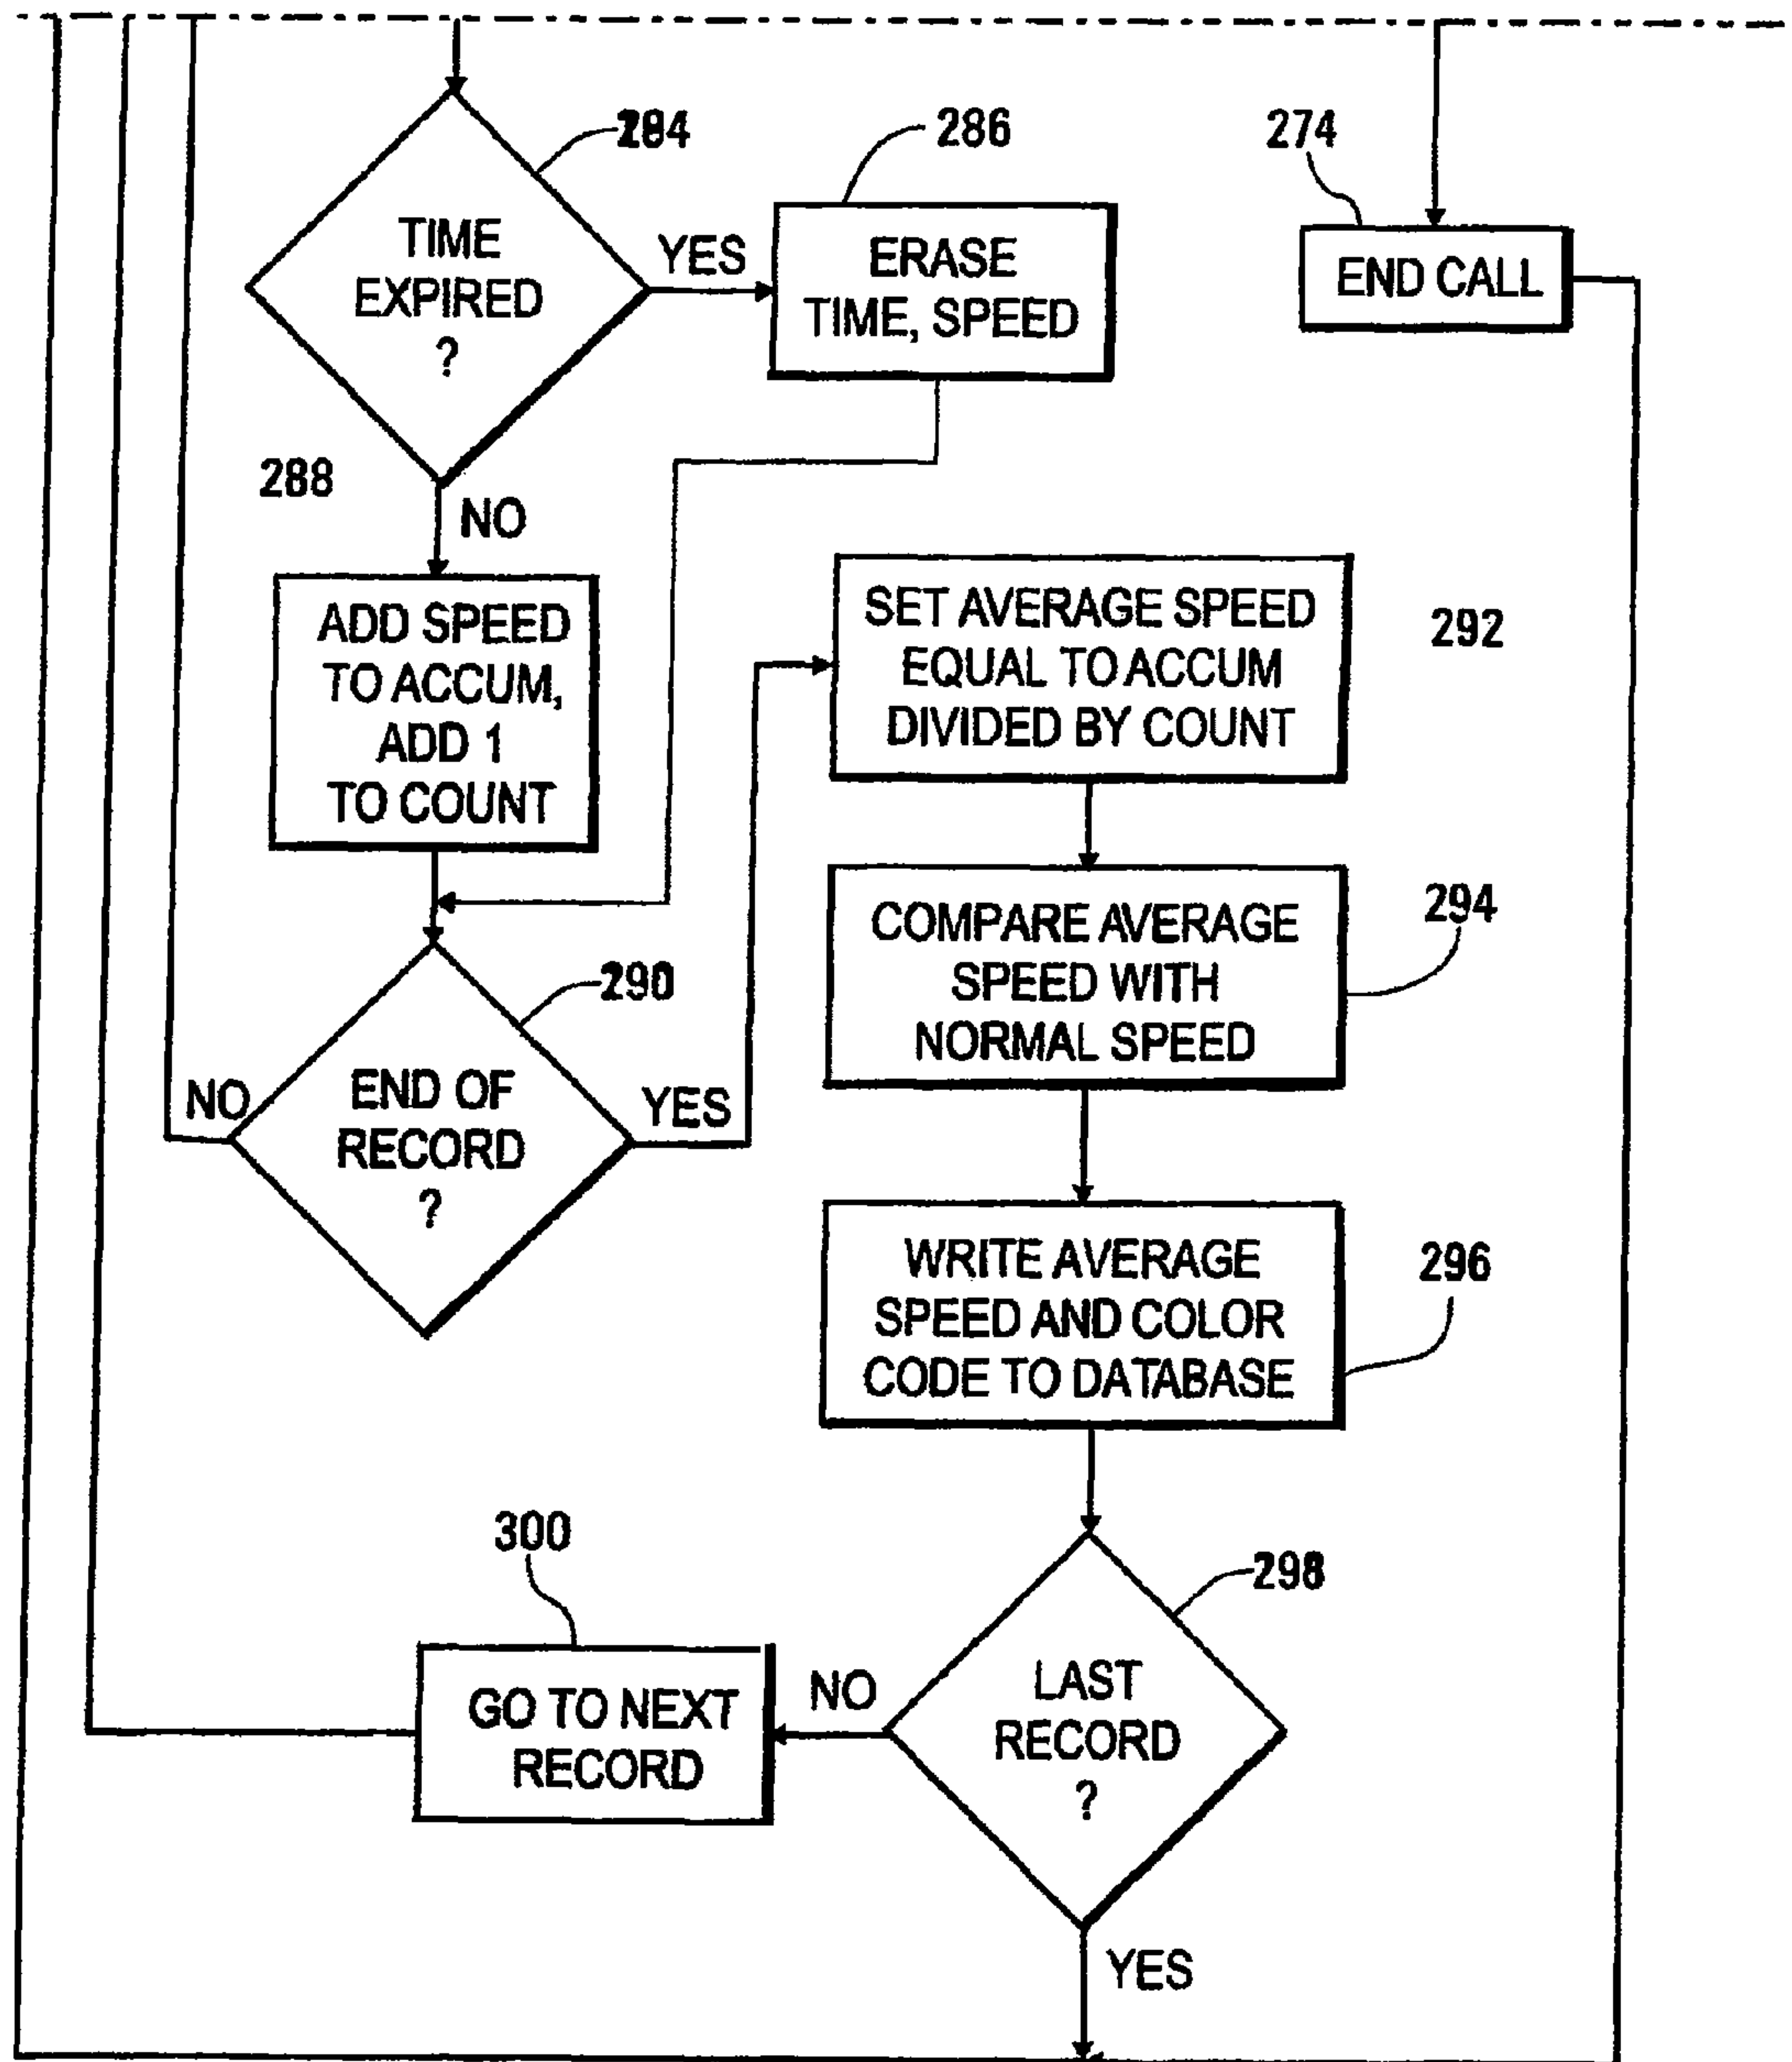 284
286
274
TIME
EXPIRED
?
YES
ERASE
TIME, SPEED
END CALL
288
NO
ADD SPEED
TO ACCUM,
ADD 1
TO COUNT
SET AVERAGE SPEED
EQUAL TO ACCUM
DIVIDED BY COUNT
292
COMPARE AVERAGE
SPEED WITH
NORMAL SPEED
294
290
NO
END OF
RECORD
?
YES
WRITE AVERAGE
SPEED AND COLOR
CODE TO DATABASE
296
300
298
GO TO NEXT
RECORD
NO
LAST
RECORD
?
YES